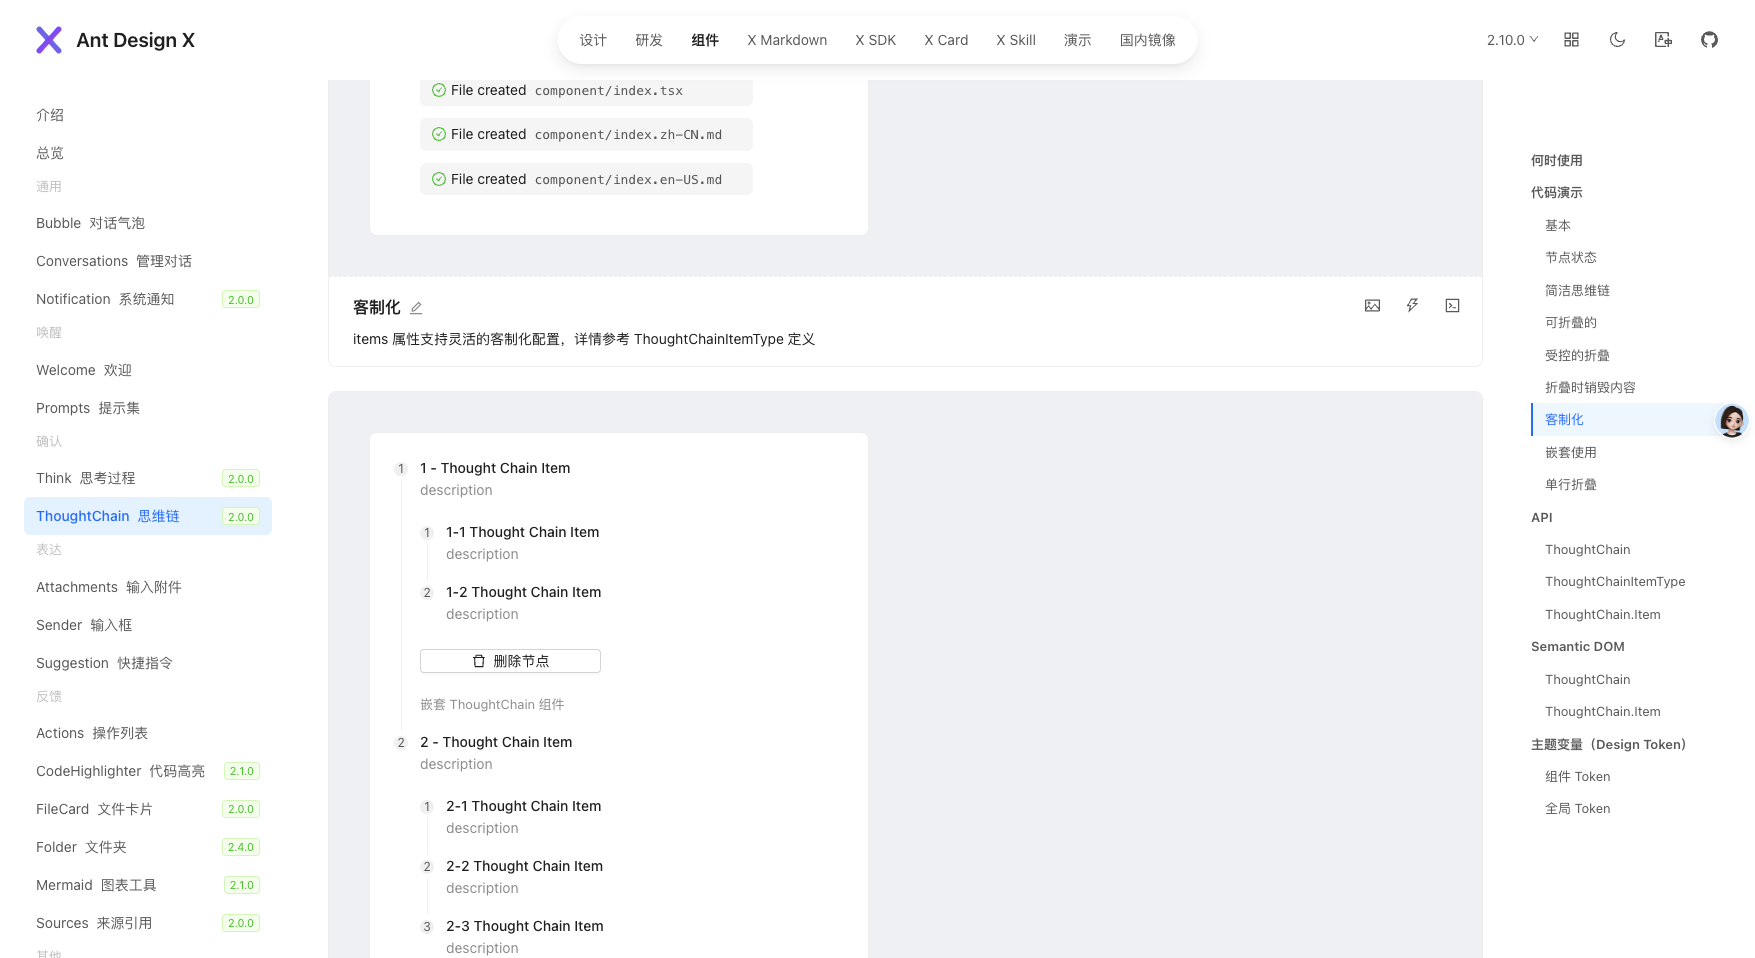 Ant Design X
设计 研发 组件 X Markdown X SDK X Card X Skill 演示 国内镜像
2.10.0
介绍
总览
通用
Bubble 对话气泡
Conversations 管理对话
Notification 系统通知 2.0.0
唤醒
Welcome 欢迎
Prompts 提示集
确认
Think 思考过程 2.0.0
ThoughtChain 思维链 2.0.0
表达
Attachments 输入附件
Sender 输入框
Suggestion 快捷指令
反馈
Actions 操作列表
CodeHighlighter 代码高亮 2.1.0
FileCard 文件卡片 2.0.0
Folder 文件夹 2.4.0
Mermaid 图表工具 2.1.0
Sources 来源引用 2.0.0
其他
File created component/index.tsx
File created component/index.zh-CN.md
File created component/index.en-US.md
客制化
items 属性支持灵活的客制化配置，详情参考 ThoughtChainItemType 定义
1 1 - Thought Chain Item
description
1 1-1 Thought Chain Item
description
2 1-2 Thought Chain Item
description
删除节点
嵌套 ThoughtChain 组件
2 2 - Thought Chain Item
description
1 2-1 Thought Chain Item
description
2 2-2 Thought Chain Item
description
3 2-3 Thought Chain Item
description
何时使用
代码演示
基本
节点状态
简洁思维链
可折叠的
受控的折叠
折叠时销毁内容
客制化
嵌套使用
单行折叠
API
ThoughtChain
ThoughtChainItemType
ThoughtChain.Item
Semantic DOM
ThoughtChain
ThoughtChain.Item
主题变量（Design Token）
组件 Token
全局 Token